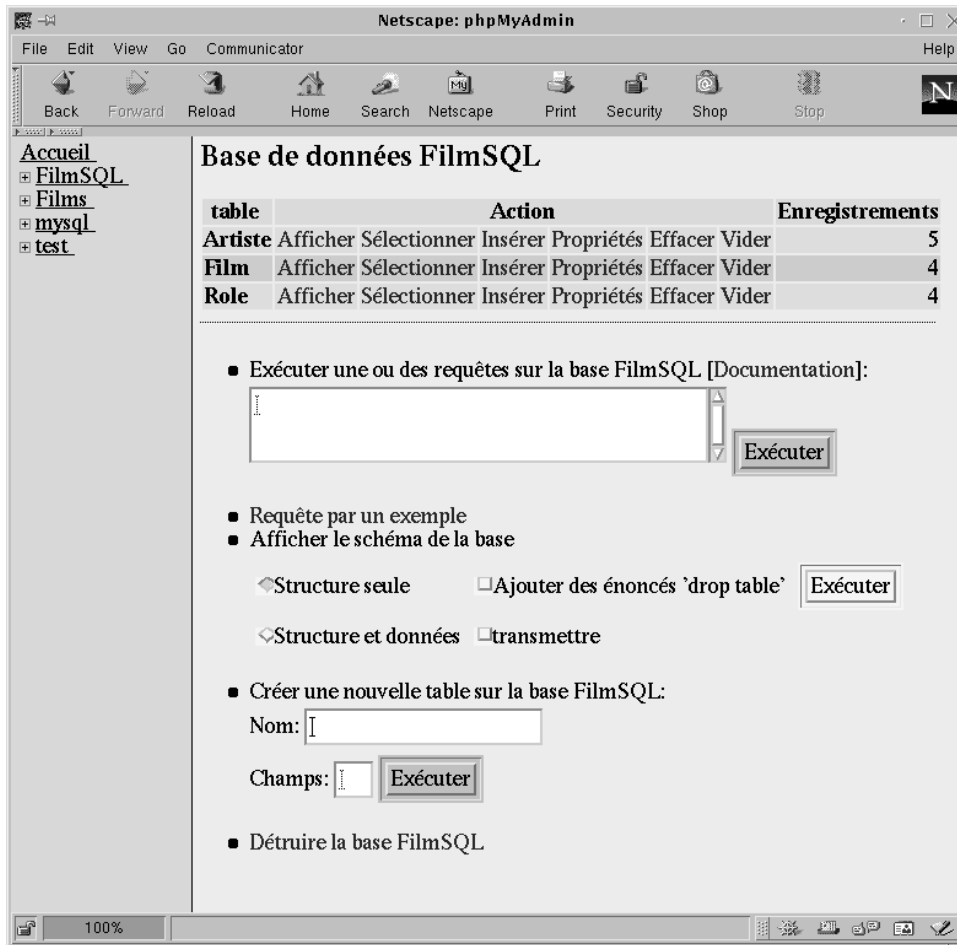 Netscape: phpMyAdmin
File Edit View Go Communicator Help
Back Forward Reload Home Search Netscape Print Security Shop Stop
My
N
Accueil
FilmSQL
Films
mysql
test
Base de données FilmSQL
table Action Enregistrements
Artiste Afficher Sélectionner Insérer Propriétés Effacer Vider 5
Film Afficher Sélectionner Insérer Propriétés Effacer Vider 4
Role Afficher Sélectionner Insérer Propriétés Effacer Vider 4
Exécuter une ou des requêtes sur la base FilmSQL [Documentation]:
Exécuter
Requête par un exemple
Afficher le schéma de la base
Structure seule Ajouter des énoncés 'drop table' Exécuter
Structure et données transmettre
Créer une nouvelle table sur la base FilmSQL:
Nom:
Champs: Exécuter
Détruire la base FilmSQL
100%